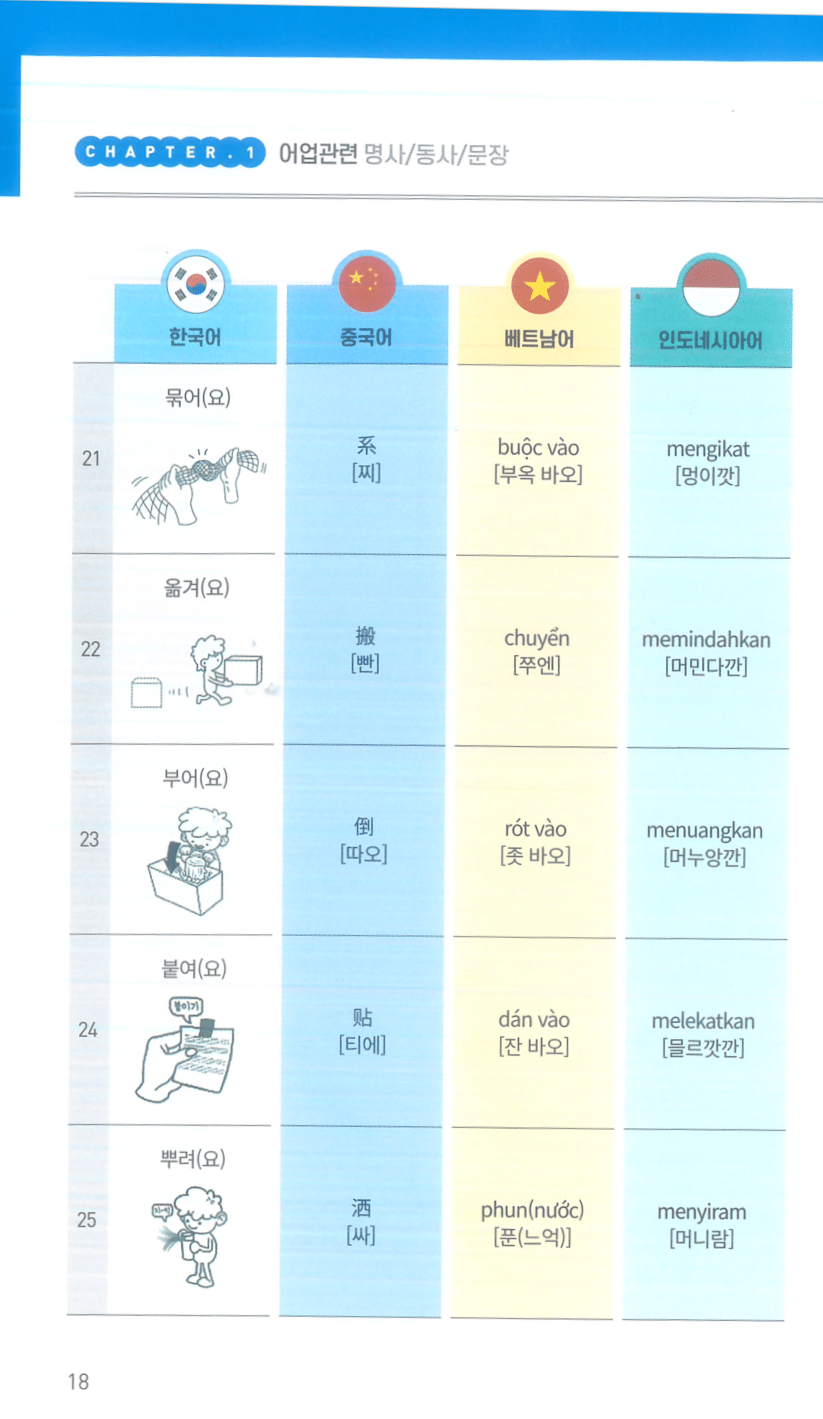 CHAPTER.1 어업관련 명사/동사/문장
한국어 중국어 베트남어 인도네시아어
21
묶어(요)
系
[찌]
buộc vào
[부옥 바오]
mengikat
[멍이깟]
22
옮겨(요)
搬
[빤]
chuyển
[쭈엔]
memindahkan
[머민다깐]
23
부어(요)
倒
[따오]
rót vào
[좃 바오]
menuangkan
[머누앙깐]
24
붙여(요)
붙이기
贴
[티에]
dán vào
[잔 바오]
melekatkan
[믈르깟깐]
25
뿌려(요)
洒
[싸]
phun(nước)
[푼(느억)]
menyiram
[머니람]
18